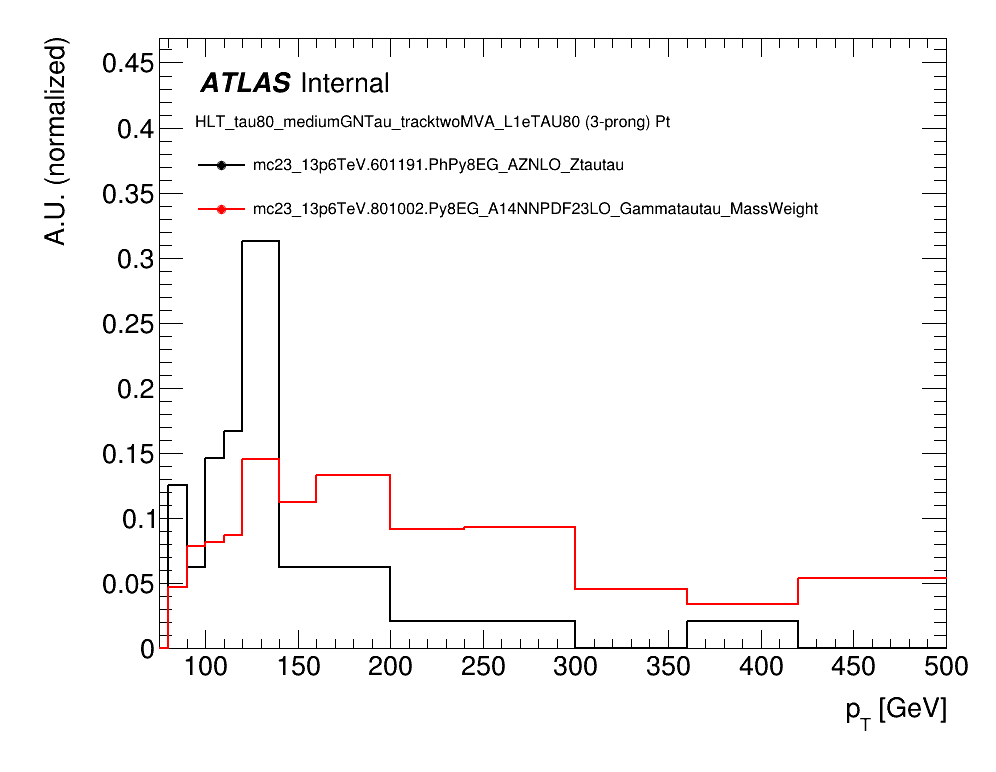 A.U. (normalized)
0.45
0.4
0.35
0.3
0.25
0.2
0.15
0.1
0.05
0
ATLAS Internal
HLT_tau80_mediumGNTau_tracktwoMVA_L1eTAU80 (3-prong) Pt
mc23_13p6TeV.601191.PhPy8EG_AZNLO_Ztautau
mc23_13p6TeV.801002.Py8EG_A14NNPDF23LO_Gammatautau_MassWeight
100 150 200 250 300 350 400 450 500
p_T [GeV]